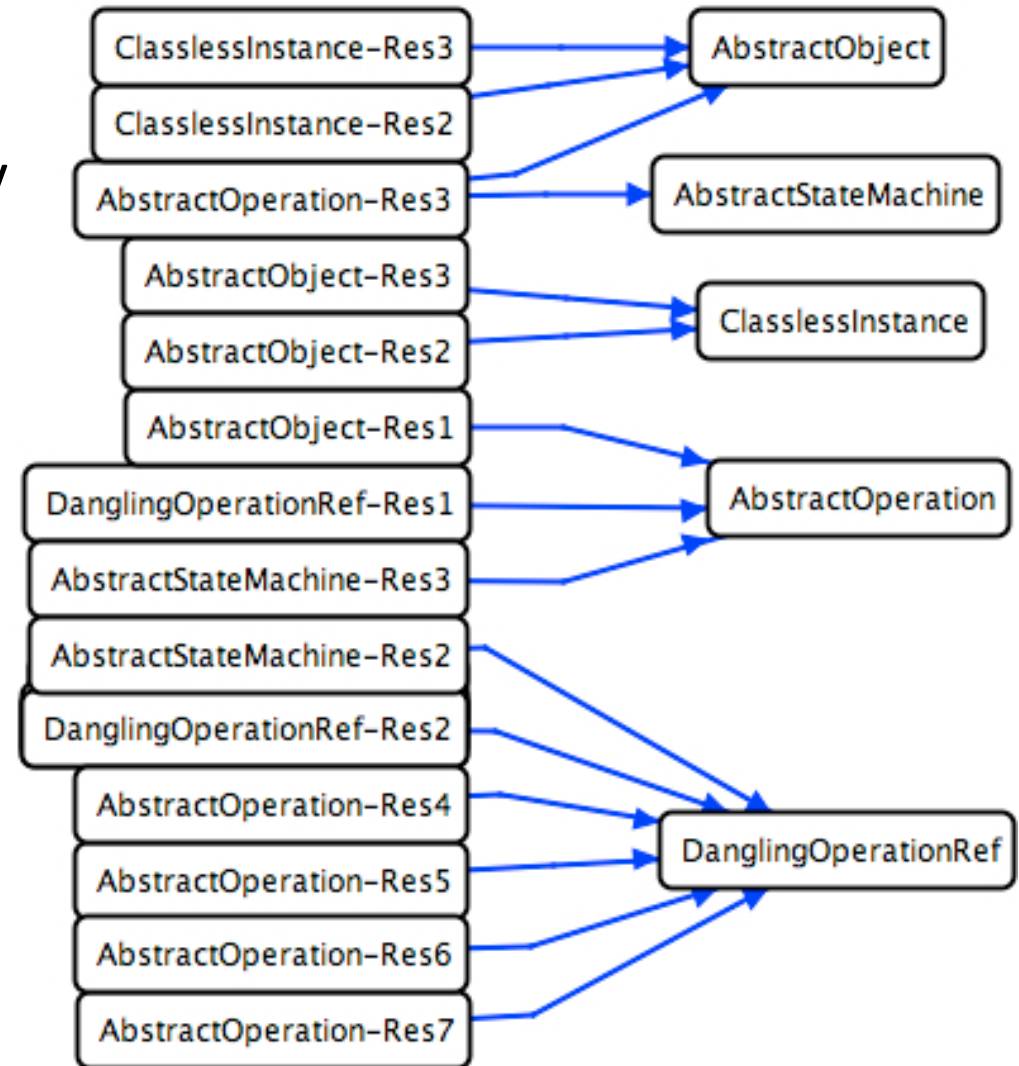 ClasslessInstance-Res3
AbstractObject
ClasslessInstance-Res2
AbstractOperation-Res3
AbstractStateMachine
AbstractObject-Res3
ClasslessInstance
AbstractObject-Res2
AbstractObject-Res1
DanglingOperationRef-Res1
AbstractOperation
AbstractStateMachine-Res3
AbstractStateMachine-Res2
DanglingOperationRef-Res2
AbstractOperation-Res4
DanglingOperationRef
AbstractOperation-Res5
AbstractOperation-Res6
AbstractOperation-Res7